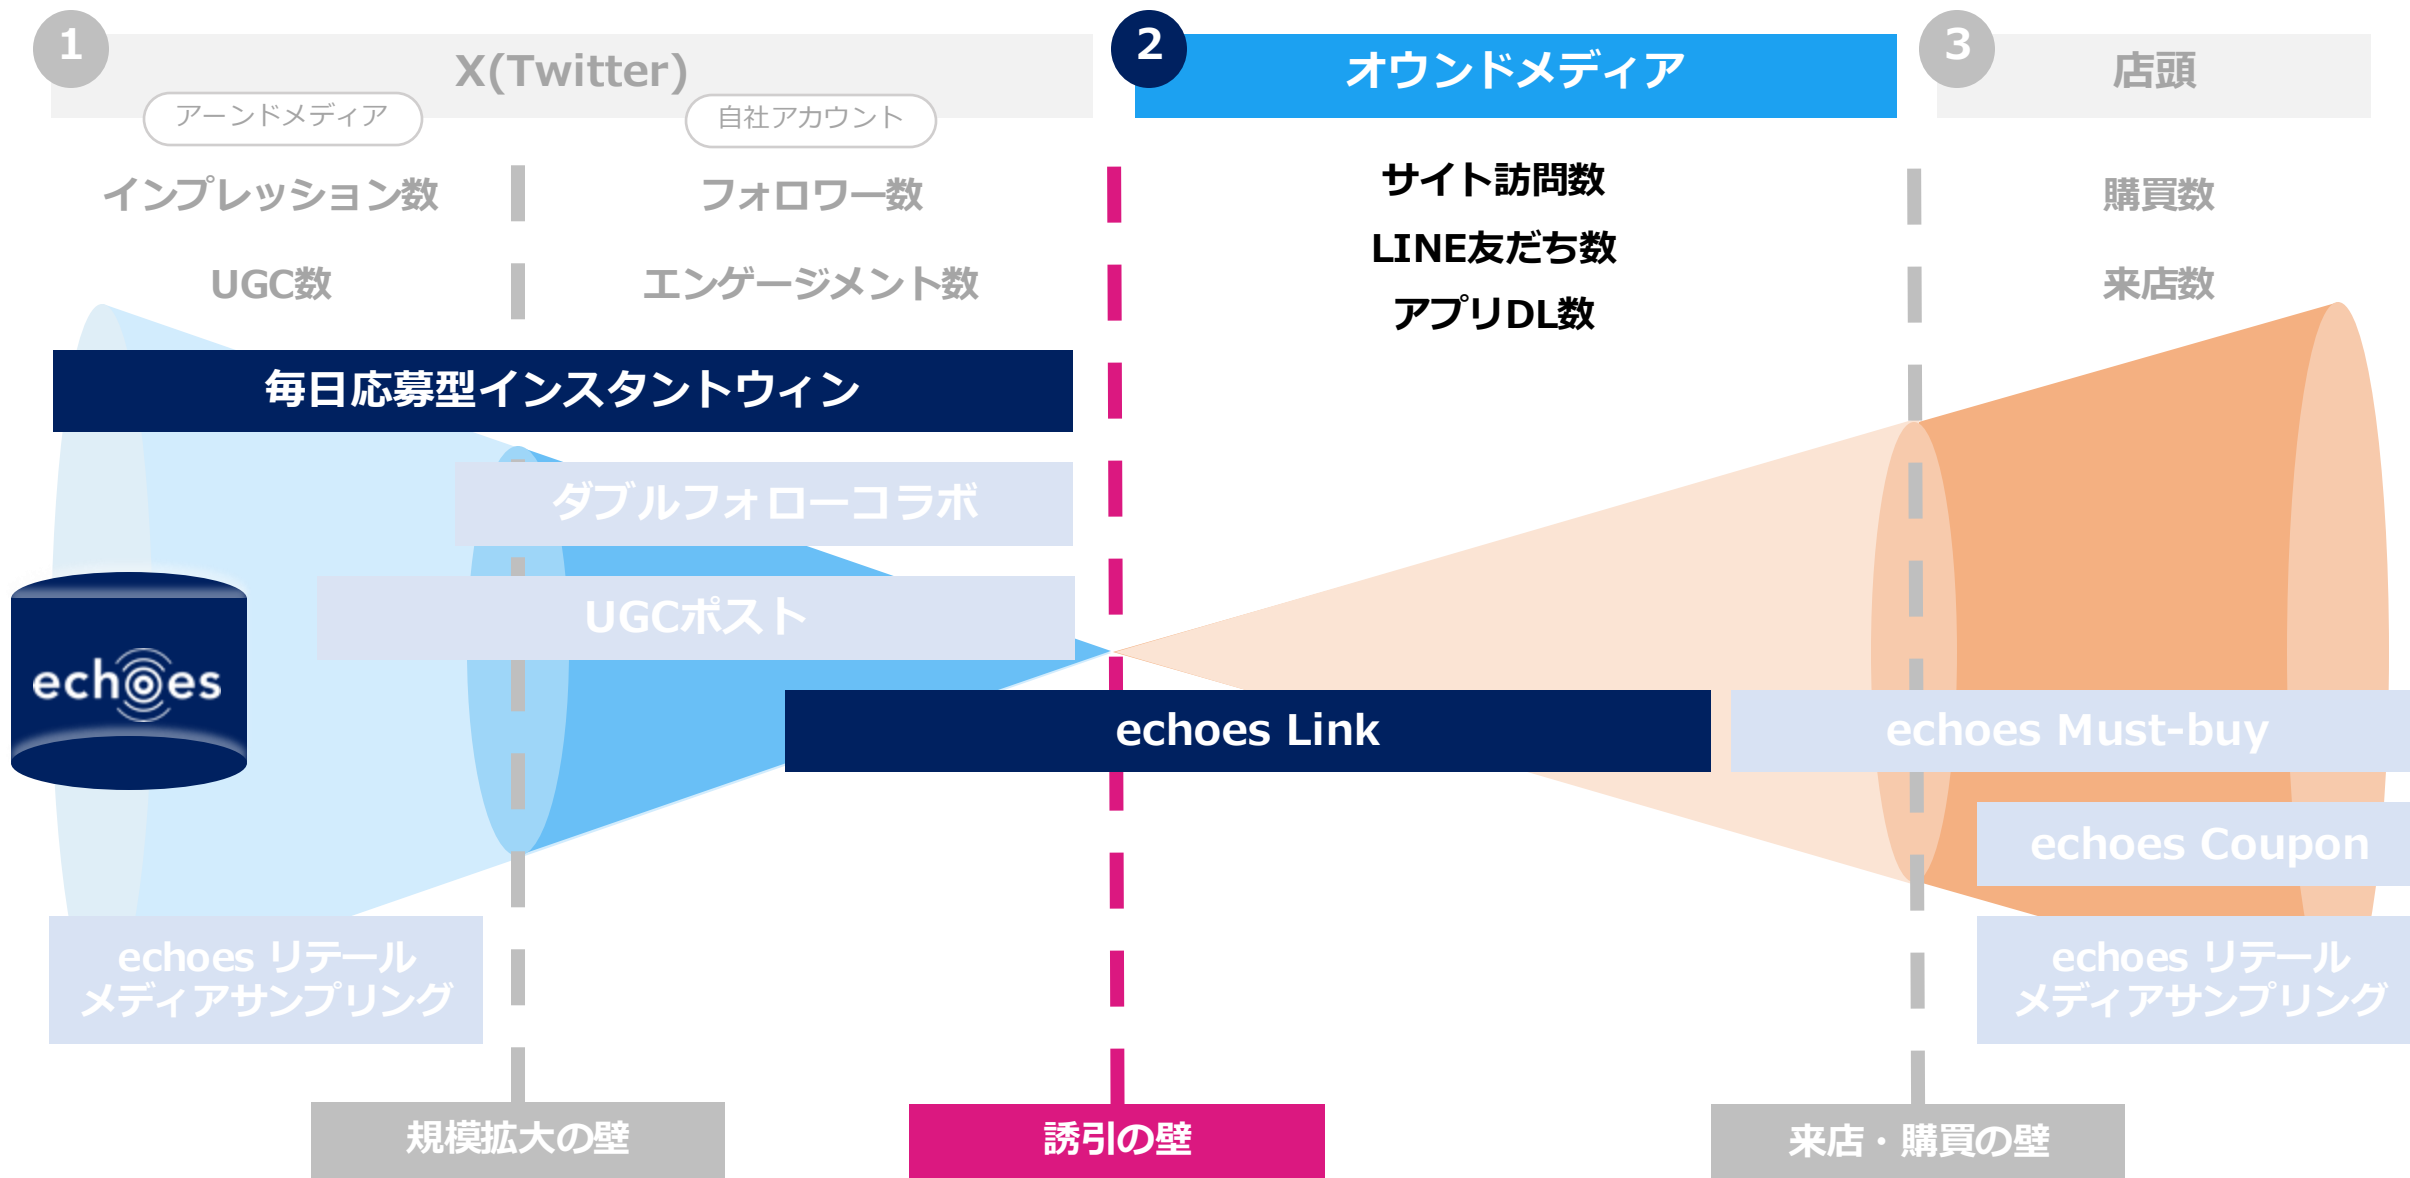 1
X(Twitter)
アーンドメディア
自社アカウント
2
オウンドメディア
3
店頭
インプレッション数
フォロワー数
サイト訪問数
購買数
LINE友だち数
UGC数
エンゲージメント数
来店数
アプリDL数
毎日応募型インスタントウィン
ダブルフォローコラボ
UGCポスト
echoes
echoes Link
echoes Must-buy
echoes Coupon
echoes リテール
メディアサンプリング
echoes リテール
メディアサンプリング
規模拡大の壁
誘引の壁
来店・購買の壁